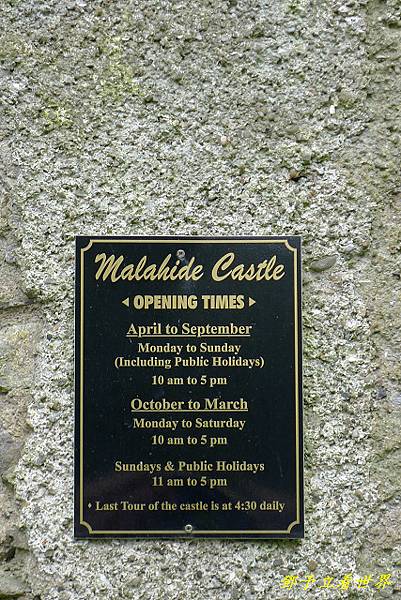 Malahide Castle
OPENING TIMES
April to September
Monday to Sunday
(Including Public Holidays)
10 am to 5 pm
October to March
Monday to Saturday
10 am to 5 pm
Sundays & Public Holidays
11 am to 5 pm
Last Tour of the castle is at 4:30 daily
鄒予立看世界